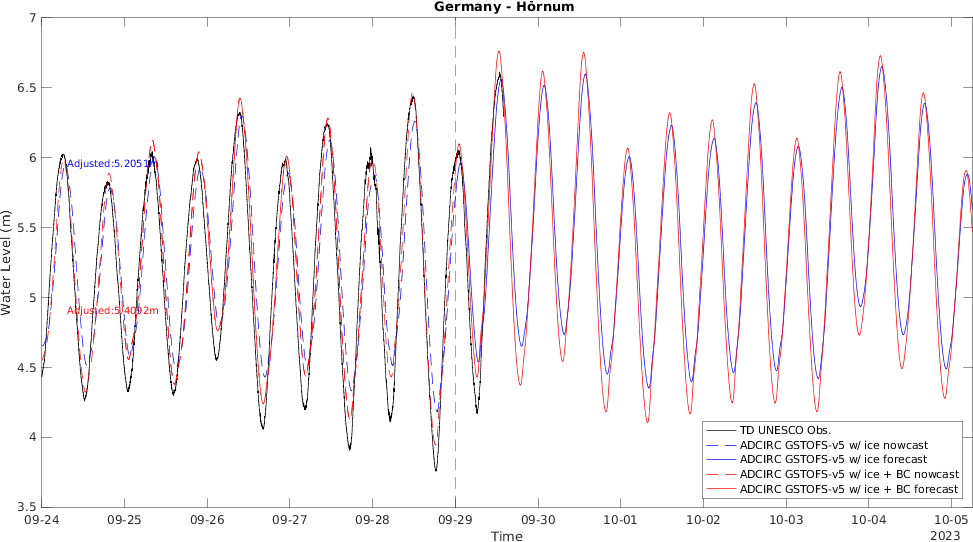 Germany - Hörnum
7
6.5
6
5.5
5
4.5
4
3.5
Water Level (m)
Adjusted:5.2051m
Adjusted:5.4092m
TD UNESCO Obs.
ADCIRC GSTOFS-v5 w/ ice nowcast
ADCIRC GSTOFS-v5 w/ ice forecast
ADCIRC GSTOFS-v5 w/ ice + BC nowcast
ADCIRC GSTOFS-v5 w/ ice + BC forecast
09-24 09-25 09-26 09-27 09-28 09-29 09-30 10-01 10-02 10-03 10-04 10-05
Time
2023